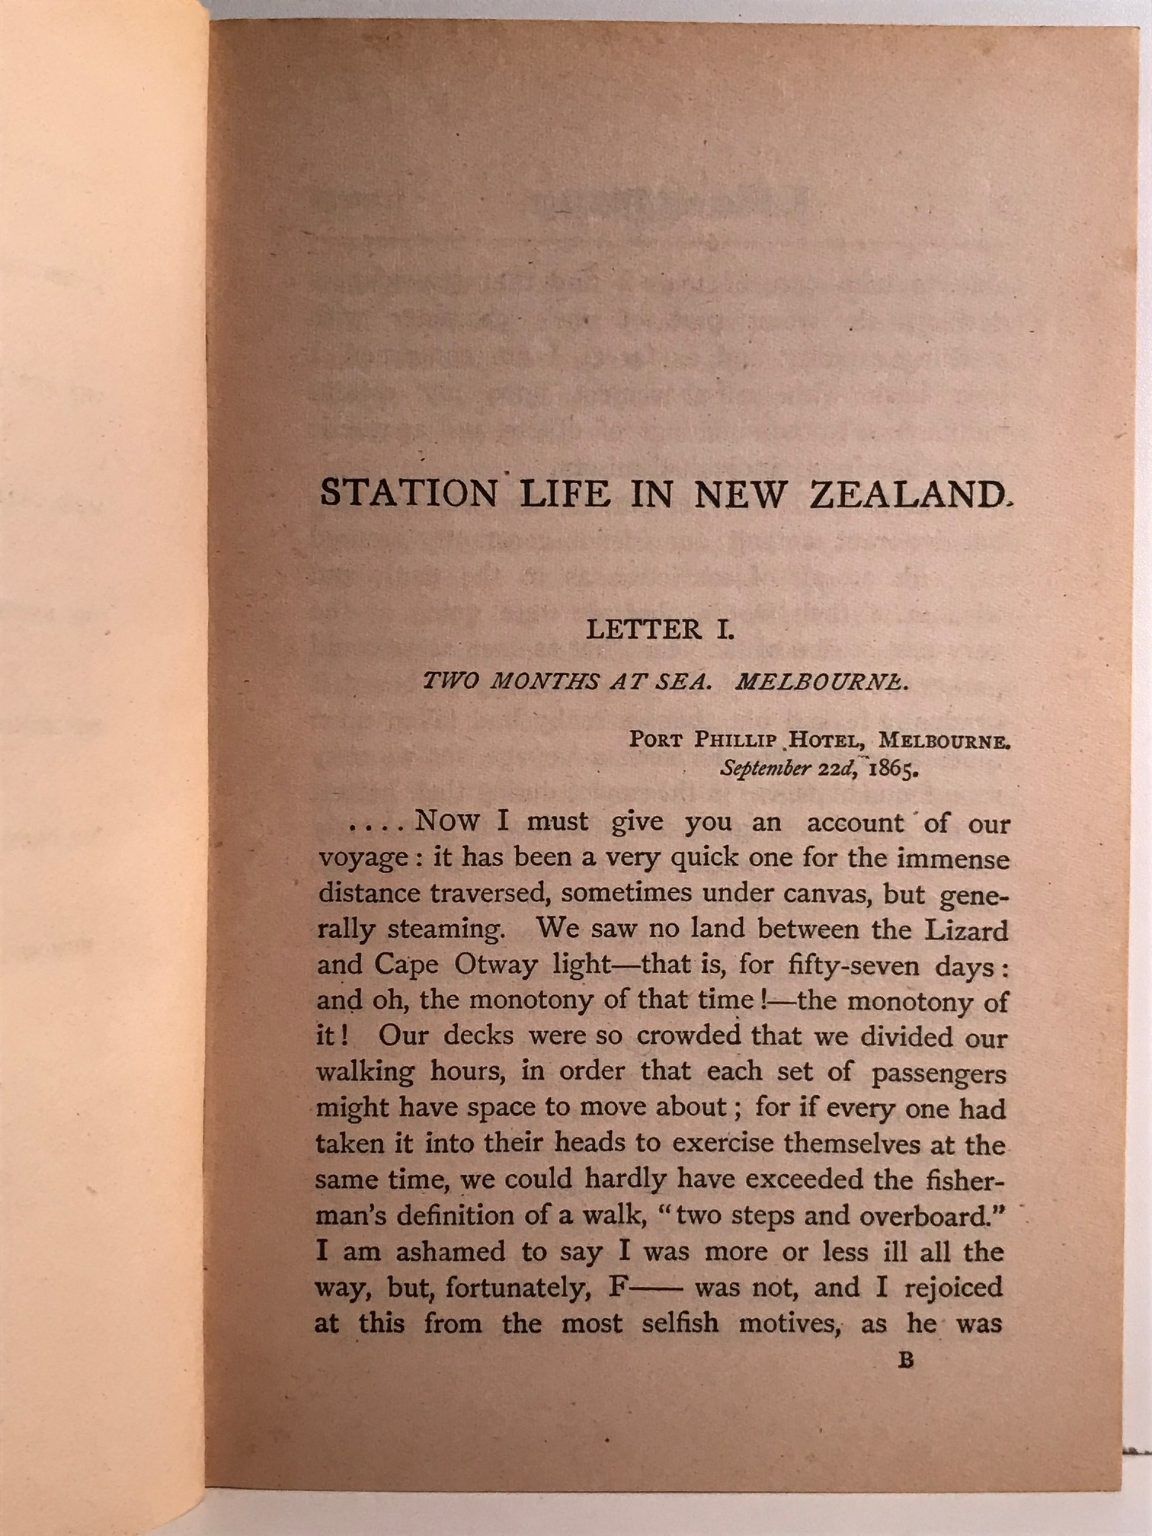 STATION LIFE IN NEW ZEALAND.
LETTER I.
TWO MONTHS AT SEA. MELBOURNE.
PORT PHILLIP HOTEL, MELBOURNE.
September 22d, 1865.
.... NOW I must give you an account of our
voyage: it has been a very quick one for the immense
distance traversed, sometimes under canvas, but gene-
rally steaming. We saw no land between the Lizard
and Cape Otway light—that is, for fifty-seven days:
and oh, the monotony of that time!—the monotony of
it! Our decks were so crowded that we divided our
walking hours, in order that each set of passengers
might have space to move about; for if every one had
taken it into their heads to exercise themselves at the
same time, we could hardly have exceeded the fisher-
man's definition of a walk, "two steps and overboard."
I am ashamed to say I was more or less ill all the
way, but, fortunately, F—— was not, and I rejoiced
at this from the most selfish motives, as he was
B